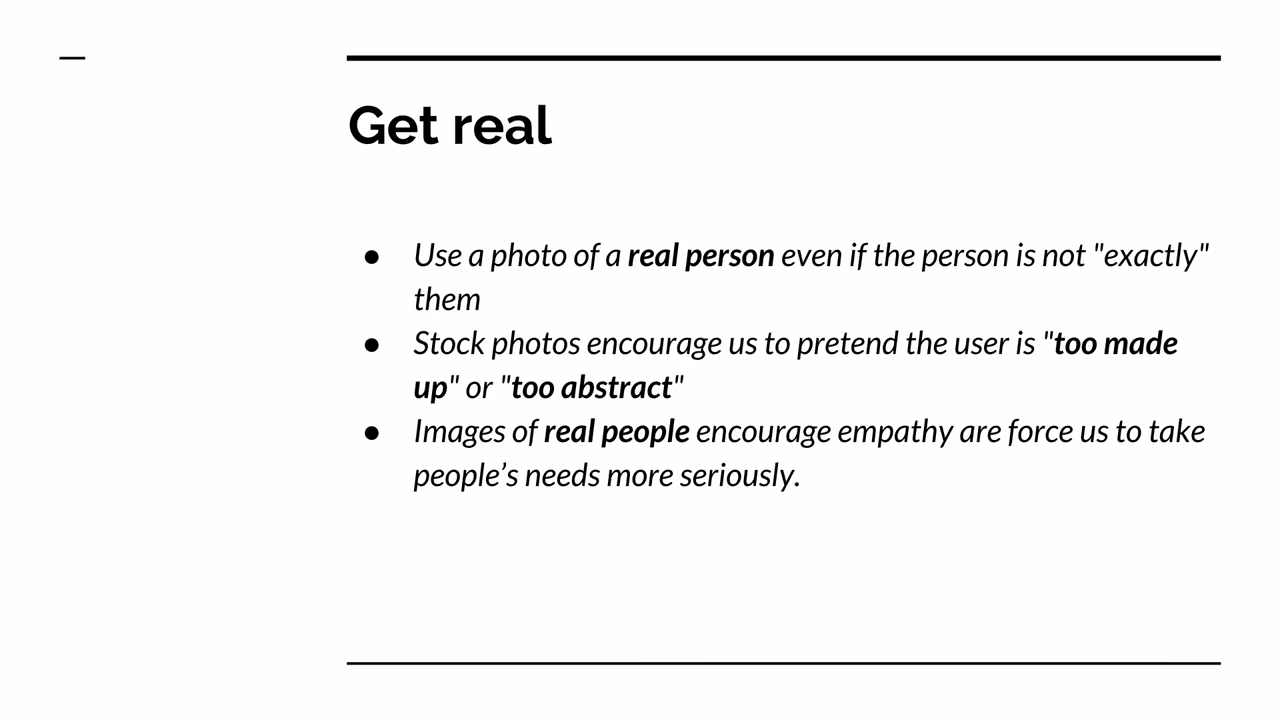 Get real
● Use a photo of a real person even if the person is not "exactly"
them
● Stock photos encourage us to pretend the user is "too made
up" or "too abstract"
● Images of real people encourage empathy are force us to take
people’s needs more seriously.